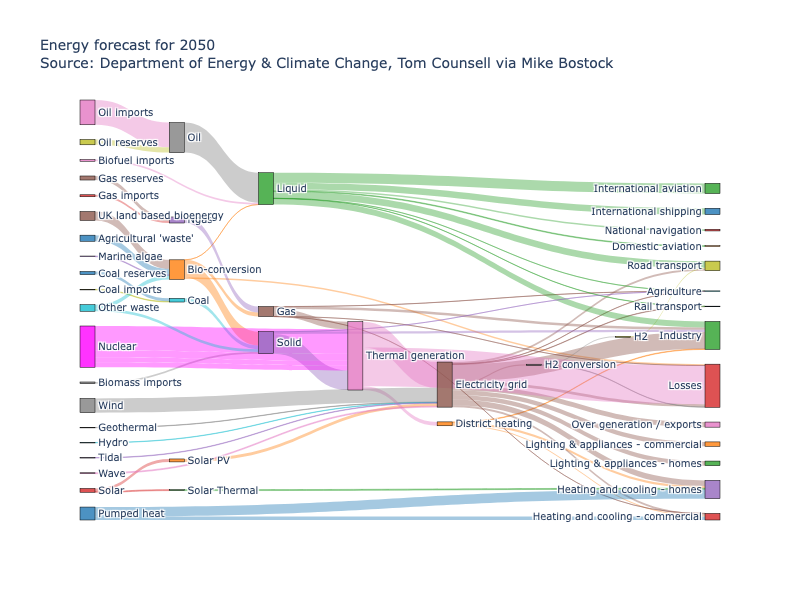 Energy forecast for 2050
Source: Department of Energy & Climate Change, Tom Counsell via Mike Bostock
Oil imports
Oil reserves
Biofuel imports
Gas reserves
Gas imports
UK land based bioenergy
Agricultural 'waste'
Marine algae
Coal reserves
Coal imports
Other waste
Nuclear
Biomass imports
Wind
Geothermal
Hydro
Tidal
Wave
Solar
Pumped heat
Oil
Ngas
Bio-conversion
Coal
Solar PV
Solar Thermal
Liquid
Gas
Solid
Thermal generation
Electricity grid
District heating
H2 conversion
H2
International aviation
International shipping
National navigation
Domestic aviation
Road transport
Agriculture
Rail transport
Industry
Losses
Over generation / exports
Lighting & appliances - commercial
Lighting & appliances - homes
Heating and cooling - homes
Heating and cooling - commercial